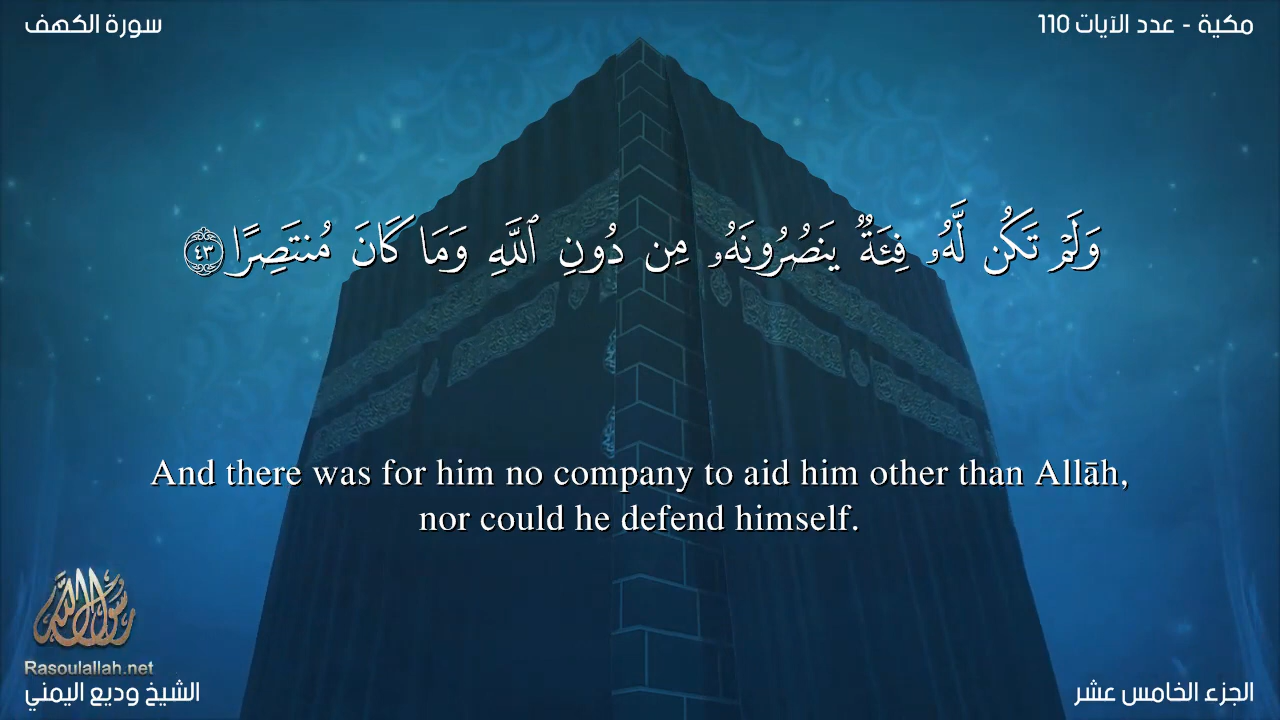 سورة الكهف
مكية - عدد الآيات 110
وَلَمْ تَكُن لَّهُۥ فِئَةٌ يَنصُرُونَهُۥ مِن دُونِ ٱللَّهِ وَمَا كَانَ مُنتَصِرًا ٤٣
And there was for him no company to aid him other than Allāh,
nor could he defend himself.
رسول الله
Rasoulallah.net
الشيخ وديع اليمني
الجزء الخامس عشر